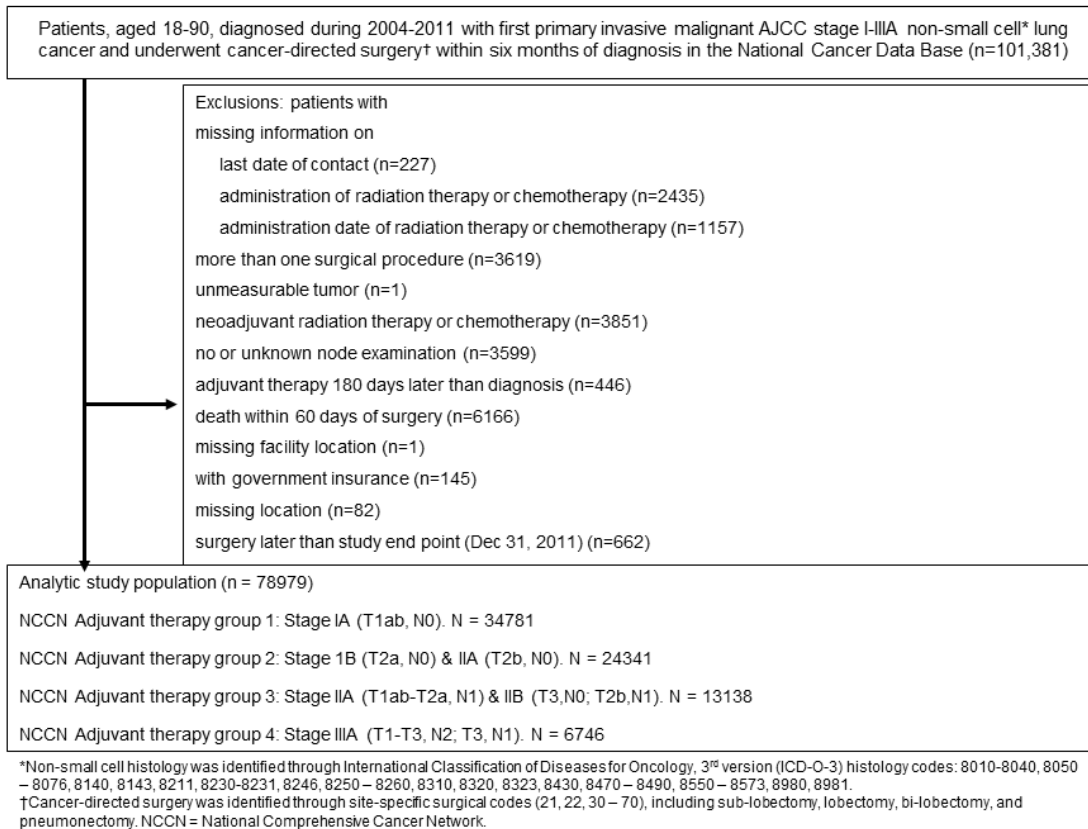 Patients, aged 18-90, diagnosed during 2004-2011 with first primary invasive malignant AJCC stage I-IIIA non-small cell* lung
cancer and underwent cancer-directed surgery† within six months of diagnosis in the National Cancer Data Base (n=101,381)
Exclusions: patients with
missing information on
last date of contact (n=227)
administration of radiation therapy or chemotherapy (n=2435)
administration date of radiation therapy or chemotherapy (n=1157)
more than one surgical procedure (n=3619)
unmeasurable tumor (n=1)
neoadjuvant radiation therapy or chemotherapy (n=3851)
no or unknown node examination (n=3599)
adjuvant therapy 180 days later than diagnosis (n=446)
death within 60 days of surgery (n=6166)
missing facility location (n=1)
with government insurance (n=145)
missing location (n=82)
surgery later than study end point (Dec 31, 2011) (n=662)
Analytic study population (n = 78979)
NCCN Adjuvant therapy group 1: Stage IA (T1ab, N0). N = 34781
NCCN Adjuvant therapy group 2: Stage 1B (T2a, N0) & IIA (T2b, N0). N = 24341
NCCN Adjuvant therapy group 3: Stage IIA (T1ab-T2a, N1) & IIB (T3,N0; T2b,N1). N = 13138
NCCN Adjuvant therapy group 4: Stage IIIA (T1-T3, N2; T3, N1). N = 6746
*Non-small cell histology was identified through International Classification of Diseases for Oncology, 3rd version (ICD-O-3) histology codes: 8010-8040, 8050
– 8076, 8140, 8143, 8211, 8230-8231, 8246, 8250 – 8260, 8310, 8320, 8323, 8430, 8470 – 8490, 8550 – 8573, 8980, 8981.
†Cancer-directed surgery was identified through site-specific surgical codes (21, 22, 30 – 70), including sub-lobectomy, lobectomy, bi-lobectomy, and
pneumonectomy. NCCN = National Comprehensive Cancer Network.